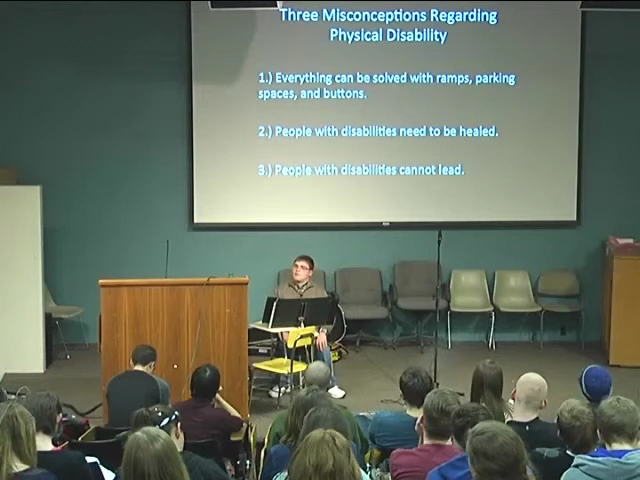 Three Misconceptions Regarding
Physical Disability
1.) Everything can be solved with ramps, parking
spaces, and buttons.
2.) People with disabilities need to be healed.
3.) People with disabilities cannot lead.